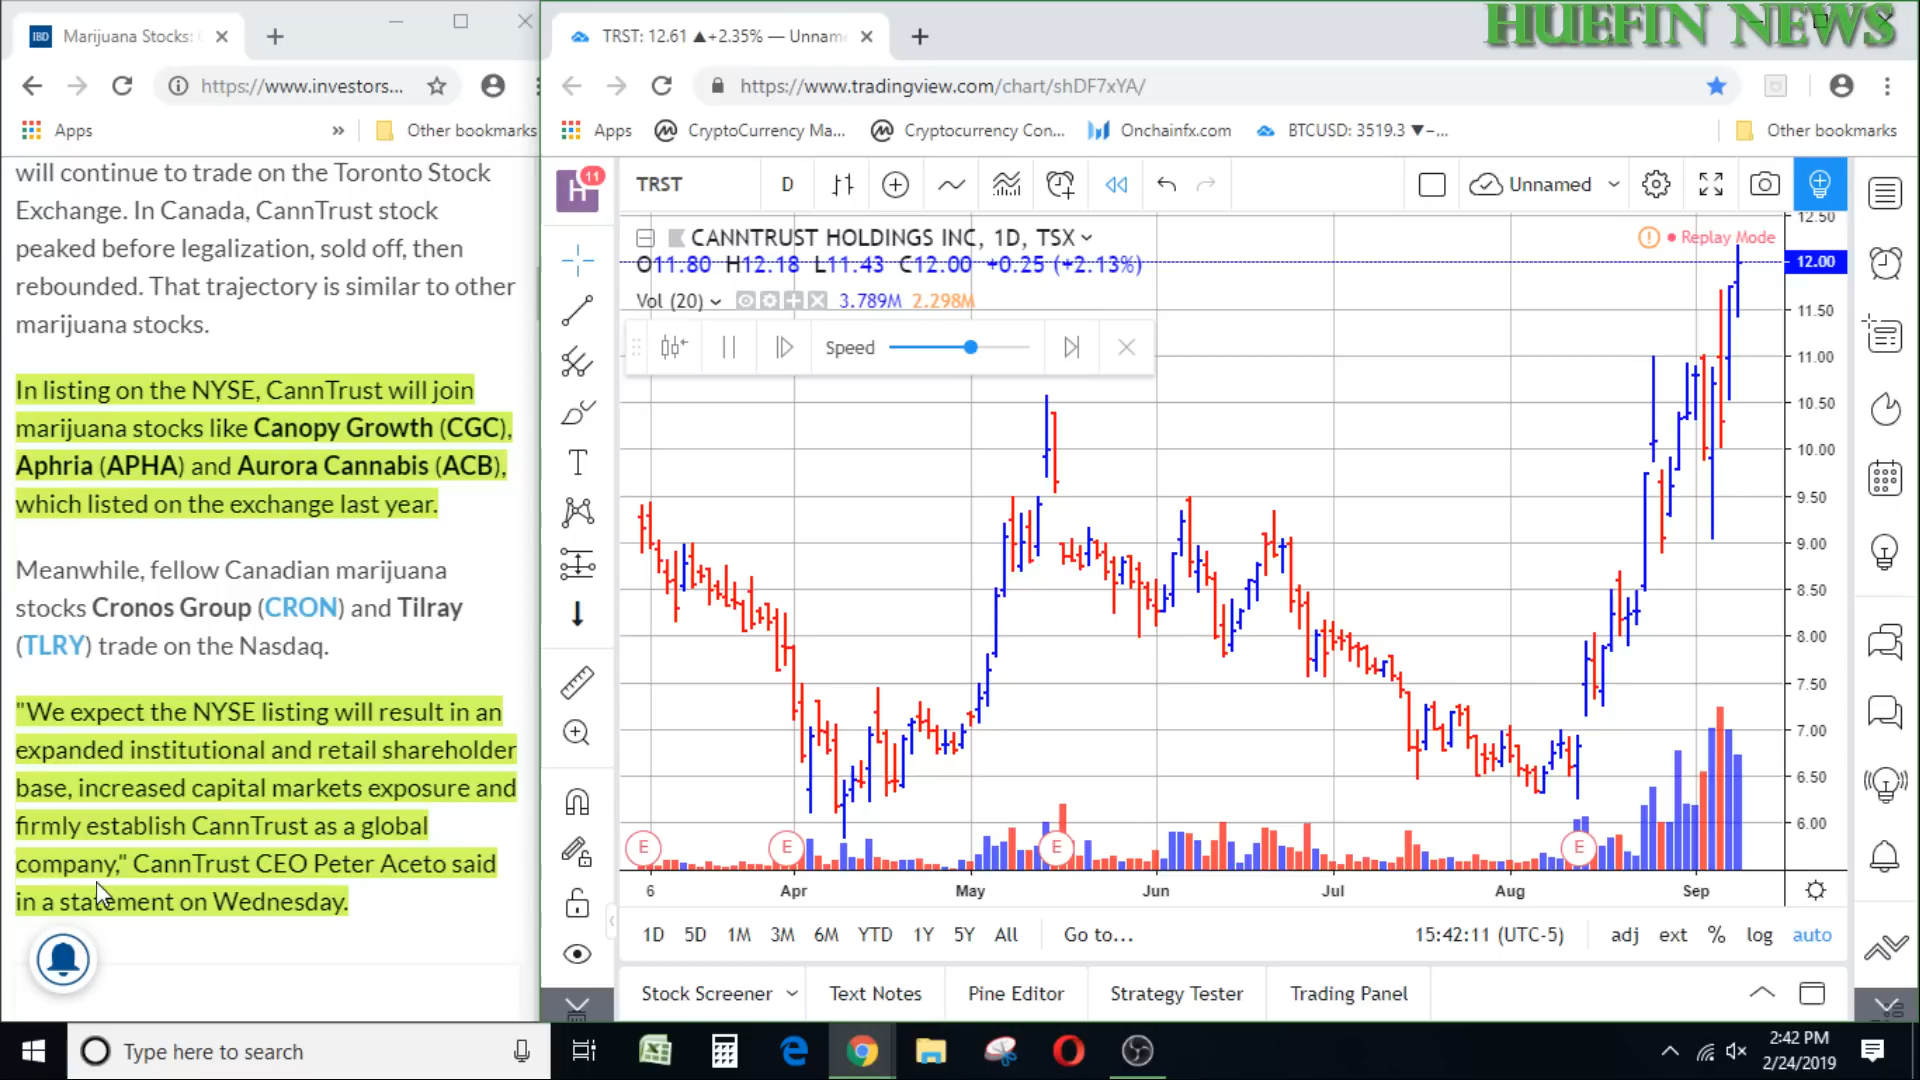 HUEFIN NEWS
IBD Marijuana Stocks:
TRST: 12.61 ▲+2.35% — Unnam
https://www.investors...
https://www.tradingview.com/chart/shDF7xYA/
Apps » Other bookmarks
Apps CryptoCurrency Ma... Cryptocurrency Con... Onchainfx.com BTCUSD: 3519.3 ▼−... Other bookmarks
will continue to trade on the Toronto Stock
Exchange. In Canada, CannTrust stock
peaked before legalization, sold off, then
rebounded. That trajectory is similar to other
marijuana stocks.
In listing on the NYSE, CannTrust will join
marijuana stocks like Canopy Growth (CGC),
Aphria (APHA) and Aurora Cannabis (ACB),
which listed on the exchange last year.
Meanwhile, fellow Canadian marijuana
stocks Cronos Group (CRON) and Tilray
(TLRY) trade on the Nasdaq.
"We expect the NYSE listing will result in an
expanded institutional and retail shareholder
base, increased capital markets exposure and
firmly establish CannTrust as a global
company," CannTrust CEO Peter Aceto said
in a statement on Wednesday.
H 11
TRST D Unnamed
CANNTRUST HOLDINGS INC, 1D, TSX
Replay Mode
O11.80 H12.18 L11.43 C12.00 +0.25 (+2.13%)
Vol (20) 3.789M 2.298M
Speed
12.50
12.00
11.50
11.00
10.50
10.00
9.50
9.00
8.50
8.00
7.50
7.00
6.50
6.00
E E E E
6 Apr May Jun Jul Aug Sep
1D 5D 1M 3M 6M YTD 1Y 5Y All Go to... 15:42:11 (UTC-5) adj ext % log auto
Stock Screener Text Notes Pine Editor Strategy Tester Trading Panel
Type here to search
2:42 PM
2/24/2019